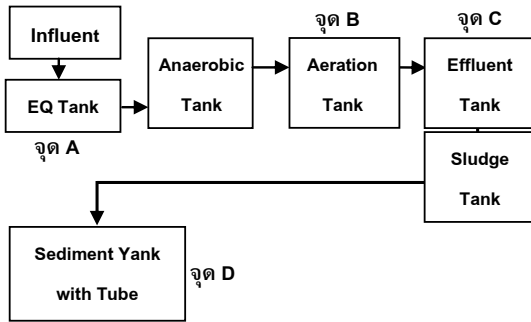 Influent
EQ Tank
จุด A
Anaerobic
Tank
จุด B
Aeration
Tank
จุด C
Effluent
Tank
Sludge
Tank
Sediment Yank
with Tube
จุด D